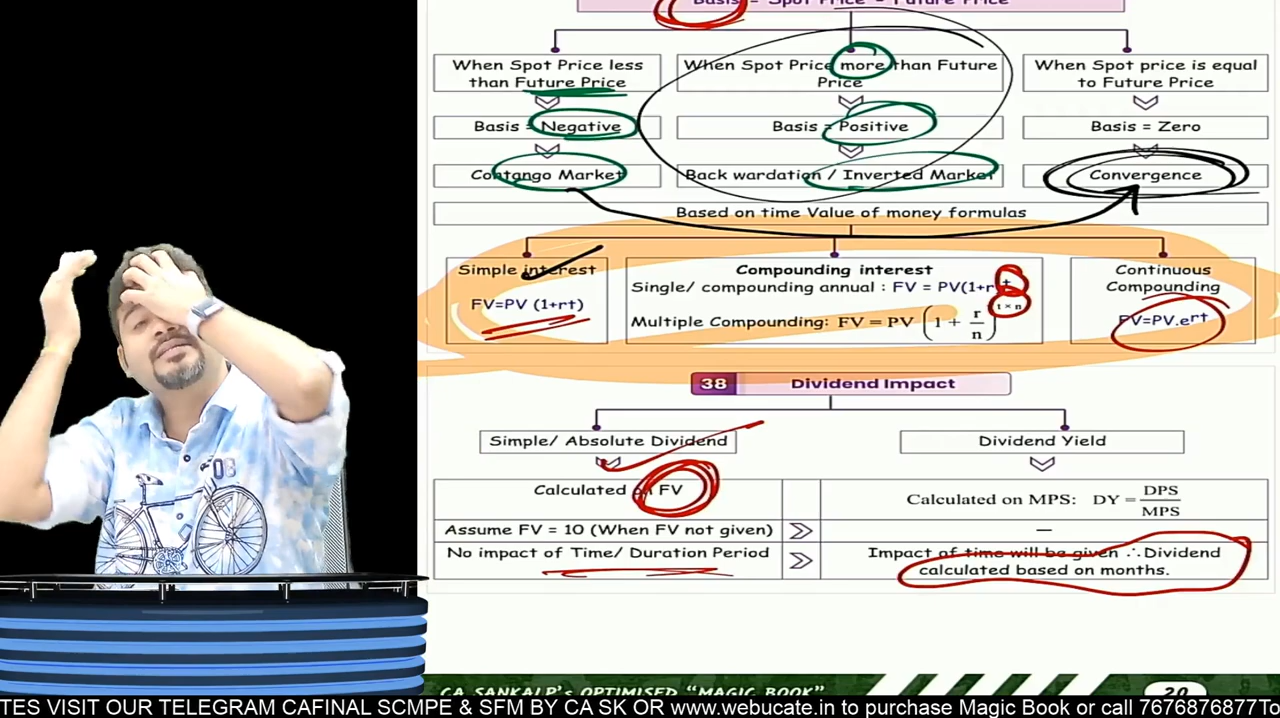 Basis = Spot Price - Future Price
When Spot Price less than Future Price
When Spot Price more than Future Price
When Spot price is equal to Future Price
Basis = Negative
Basis = Positive
Basis = Zero
Contango Market
Back wardation / Inverted Market
Convergence
Based on time Value of money formulas
Simple interest
FV=PV (1+rt)
Compounding interest
Single/ compounding annual : FV = PV(1+r)t
Multiple Compounding: FV = PV (1 + r/n) t × n
Continuous Compounding
FV=PV.e^rt
38 Dividend Impact
Simple/ Absolute Dividend
Dividend Yield
Calculated on FV
Calculated on MPS: DY = DPS/MPS
Assume FV = 10 (When FV not given)
–
No impact of Time/ Duration Period
Impact of time will be given ∴ Dividend calculated based on months.
08
CA SANKALP's OPTIMISED "MAGIC BOOK"
20
TES VISIT OUR TELEGRAM CAFINAL SCMPE & SFM BY CA SK OR www.webucate.in to purchase Magic Book or call 7676876877To